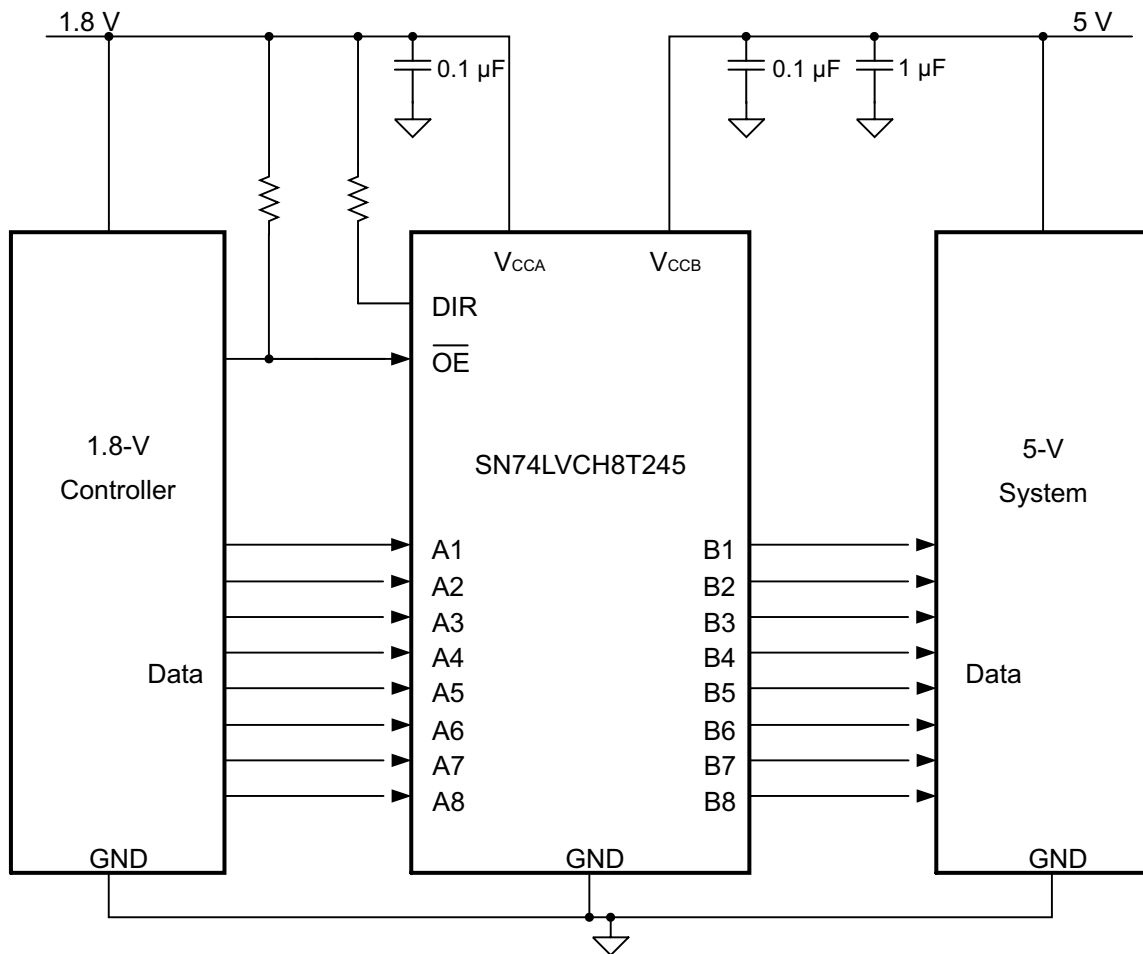 1.8 V
5 V
0.1 µF
0.1 µF
1 µF
VCCA
VCCB
DIR
OE
1.8-V
Controller
SN74LVCH8T245
5-V
System
A1
B1
A2
B2
A3
B3
A4
B4
Data
Data
A5
B5
A6
B6
A7
B7
A8
B8
GND
GND
GND